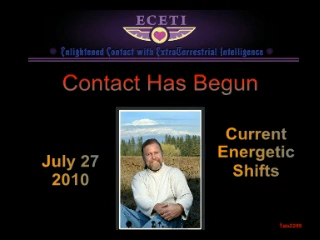 ECETI
Enlightened Contact with ExtraTerrestrial Intelligence
Contact Has Begun
July 27
2010
Current
Energetic
Shifts